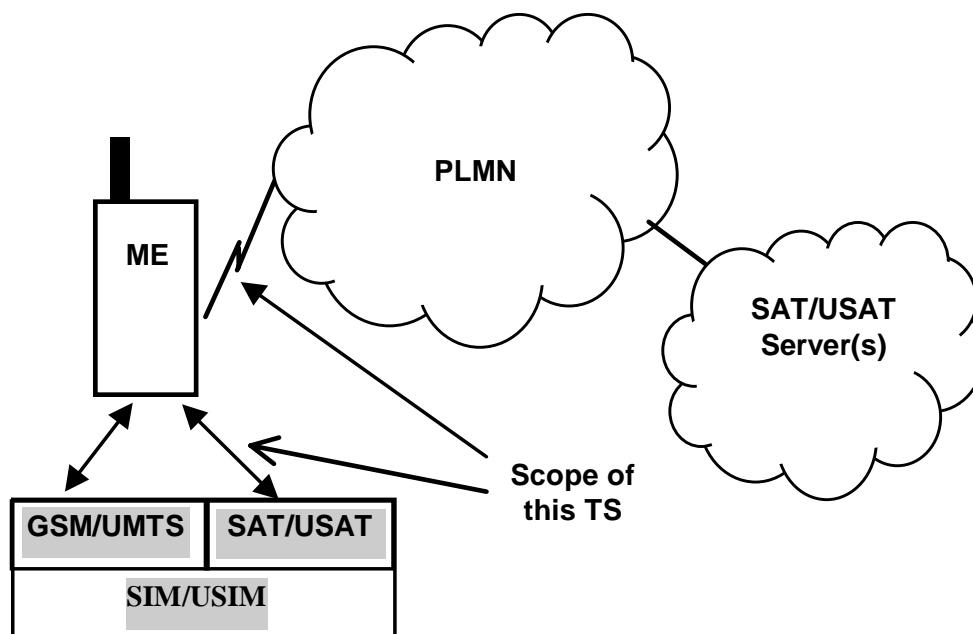 PLMN
ME
SAT/USAT
Server(s)
Scope of
this TS
GSM/UMTS
SAT/USAT
SIM/USIM